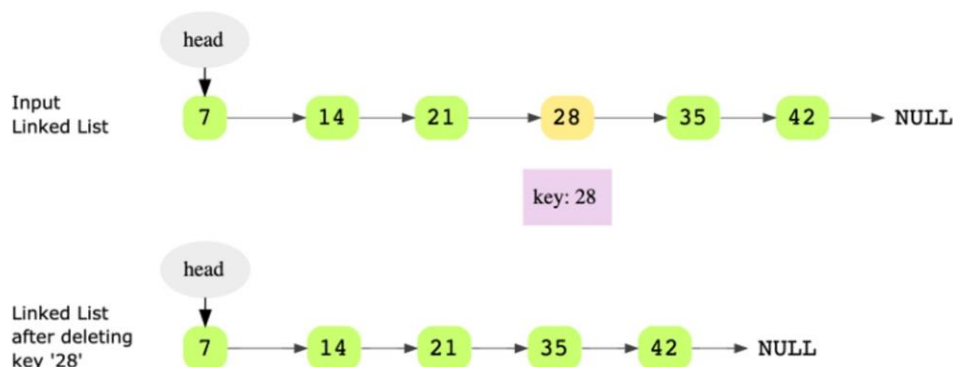 head
Input
Linked List
7 14 21 28 35 42 NULL
key: 28
head
Linked List
after deleting
key '28'
7 14 21 35 42 NULL